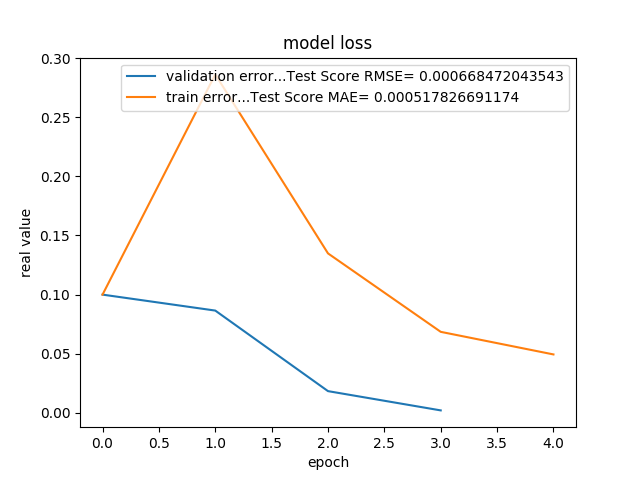 model loss
validation error...Test Score RMSE= 0.000668472043543
train error...Test Score MAE= 0.000517826691174
0.30
0.25
0.20
0.15
0.10
0.05
0.00
real value
0.0 0.5 1.0 1.5 2.0 2.5 3.0 3.5 4.0
epoch